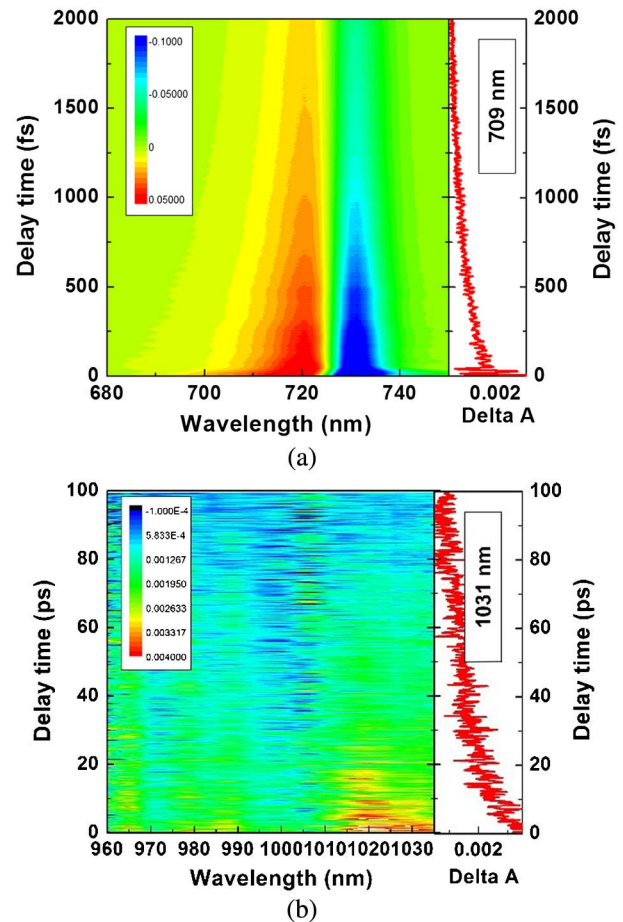 2000
-0.1000
-0.05000
0
0.05000
1500
1000
500
0
Delay time (fs)
680 700 720 740
Wavelength (nm)
709 nm
0.002
Delta A
2000
1500
1000
500
0
Delay time (fs)
(a)
100
-1.000E-4
5.833E-4
0.001267
0.001950
0.002633
0.003317
0.004000
80
60
40
20
0
Delay time (ps)
960 970 980 990 1000 1010 1020 1030
Wavelength (nm)
1031 nm
0.002
Delta A
100
80
60
40
20
0
Delay time (ps)
(b)